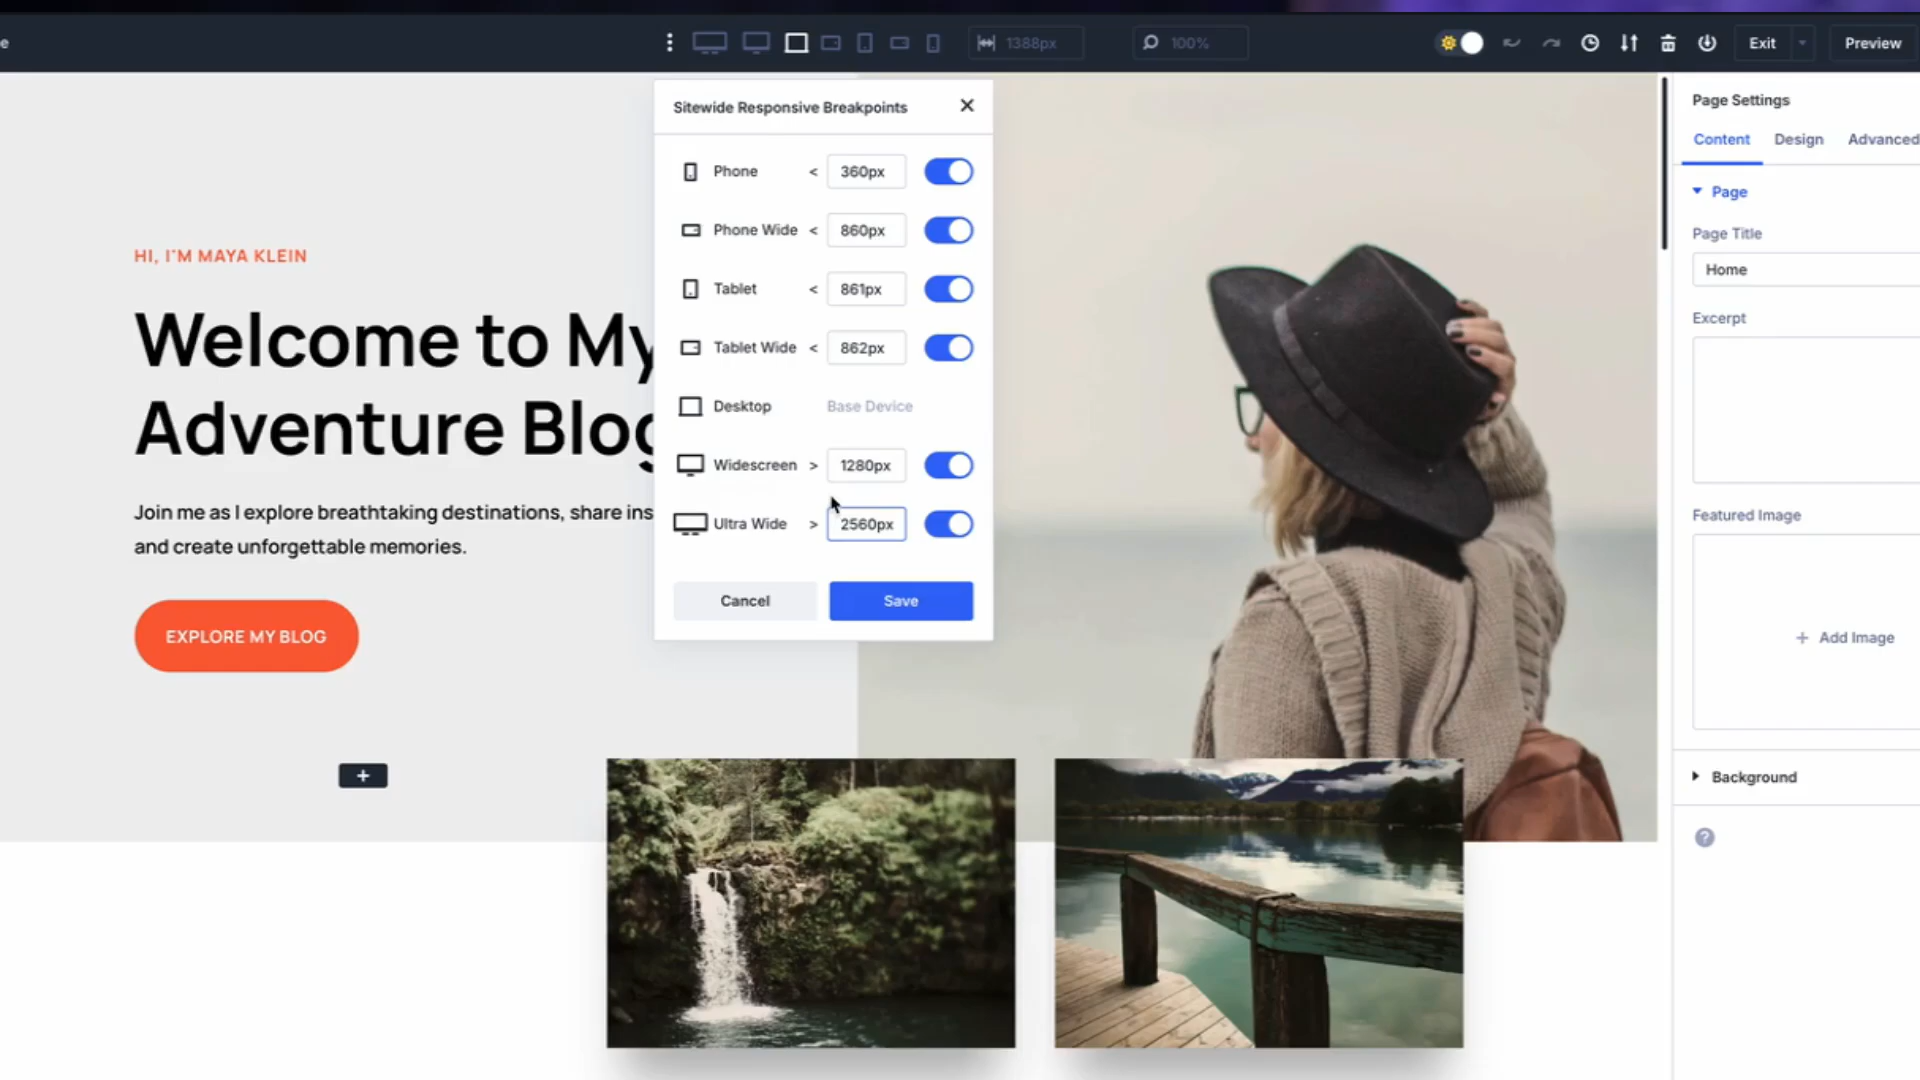 e
1388px
100%
Exit
Preview
Sitewide Responsive Breakpoints
Phone < 360px
Phone Wide < 860px
Tablet < 861px
Tablet Wide < 862px
Desktop Base Device
Widescreen > 1280px
Ultra Wide > 2560px
Cancel
Save
HI, I'M MAYA KLEIN
Welcome to My
Adventure Blog
Join me as I explore breathtaking destinations, share ins
and create unforgettable memories.
EXPLORE MY BLOG
+
Page Settings
Content Design Advanced
Page
Page Title
Home
Excerpt
Featured Image
+ Add Image
Background
?